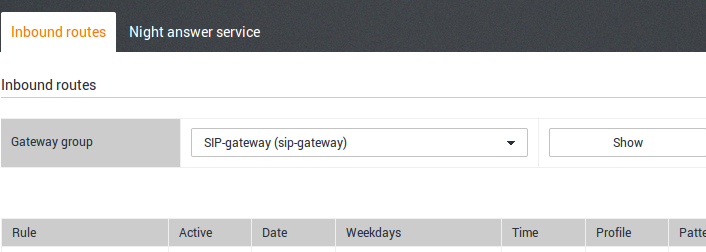 Inbound routes Night answer service
Inbound routes
Gateway group SIP-gateway (sip-gateway) Show
Rule Active Date Weekdays Time Profile Patte